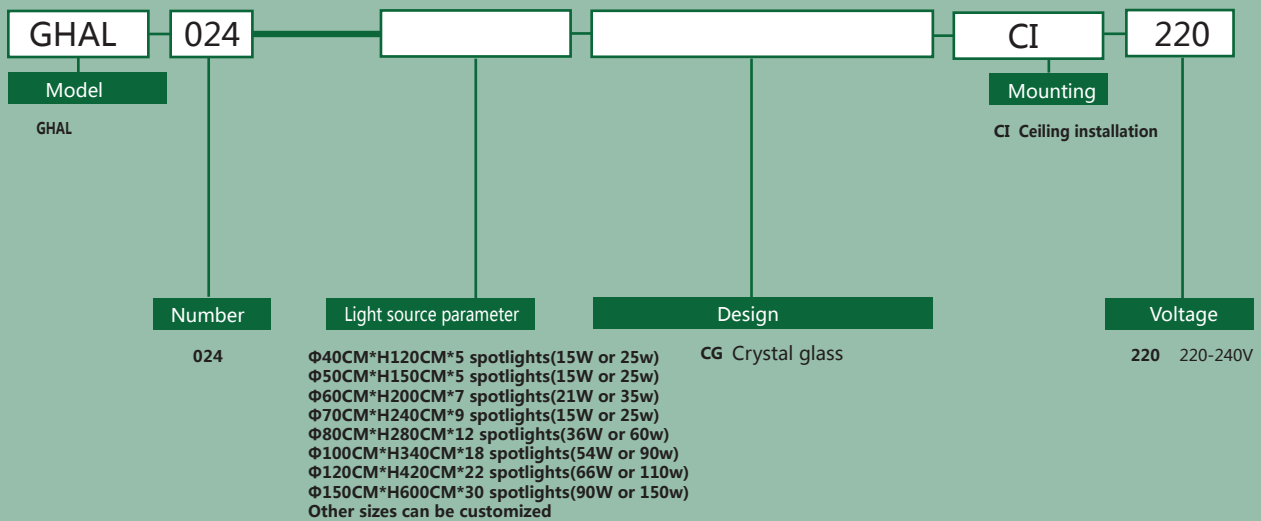 GHAL 024 CI 220
Model
Mounting
GHAL
CI Ceiling installation
Number
Light source parameter
Design
Voltage
024
Φ40CM*H120CM*5 spotlights(15W or 25w)
Φ50CM*H150CM*5 spotlights(15W or 25w)
Φ60CM*H200CM*7 spotlights(21W or 35w)
Φ70CM*H240CM*9 spotlights(15W or 25w)
Φ80CM*H280CM*12 spotlights(36W or 60w)
Φ100CM*H340CM*18 spotlights(54W or 90w)
Φ120CM*H420CM*22 spotlights(66W or 110w)
Φ150CM*H600CM*30 spotlights(90W or 150w)
Other sizes can be customized
CG Crystal glass
220 220-240V